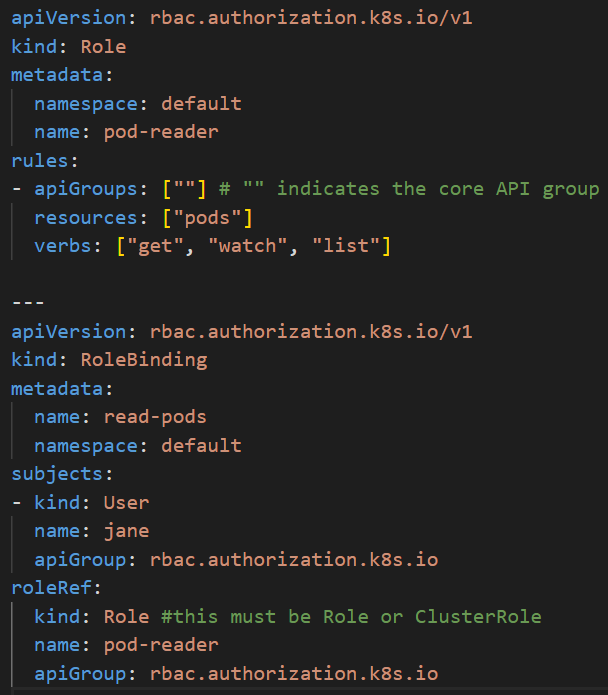 apiVersion: rbac.authorization.k8s.io/v1
kind: Role
metadata:
  namespace: default
  name: pod-reader
rules:
- apiGroups: [""] # "" indicates the core API group
  resources: ["pods"]
  verbs: ["get", "watch", "list"]

---
apiVersion: rbac.authorization.k8s.io/v1
kind: RoleBinding
metadata:
  name: read-pods
  namespace: default
subjects:
- kind: User
  name: jane
  apiGroup: rbac.authorization.k8s.io
roleRef:
  kind: Role #this must be Role or ClusterRole
  name: pod-reader
  apiGroup: rbac.authorization.k8s.io